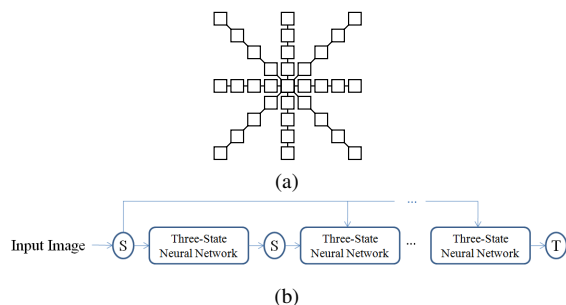 (a)
...
Input Image
S
Three-State
Neural Network
S
Three-State
Neural Network
...
Three-State
Neural Network
T
(b)